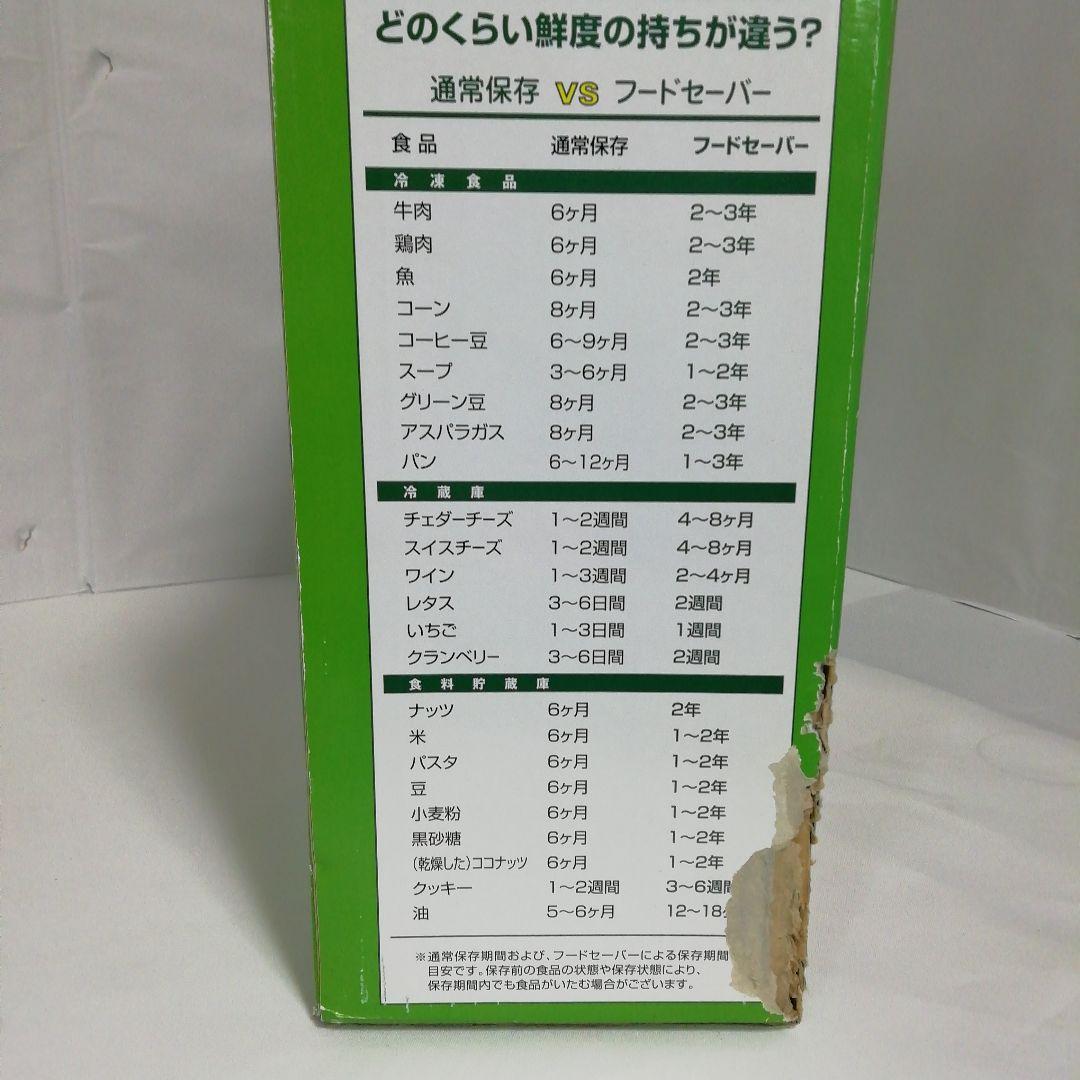 どのくらい鮮度の持ちが違う?
通常保存 VS フードセーバー
食品 通常保存 フードセーバー
冷凍食品
牛肉 6ヶ月 2〜3年
鶏肉 6ヶ月 2〜3年
魚 6ヶ月 2年
コーン 8ヶ月 2〜3年
コーヒー豆 6〜9ヶ月 2〜3年
スープ 3〜6ヶ月 1〜2年
グリーン豆 8ヶ月 2〜3年
アスパラガス 8ヶ月 2〜3年
パン 6〜12ヶ月 1〜3年
冷蔵庫
チェダーチーズ 1〜2週間 4〜8ヶ月
スイスチーズ 1〜2週間 4〜8ヶ月
ワイン 1〜3週間 2〜4ヶ月
レタス 3〜6日間 2週間
いちご 1〜3日間 1週間
クランベリー 3〜6日間 2週間
食料貯蔵庫
ナッツ 6ヶ月 2年
米 6ヶ月 1〜2年
パスタ 6ヶ月 1〜2年
豆 6ヶ月 1〜2年
小麦粉 6ヶ月 1〜2年
黒砂糖 6ヶ月 1〜2年
(乾燥した)ココナッツ 6ヶ月 1〜2年
クッキー 1〜2週間 3〜6週
油 5〜6ヶ月 12〜18
※通常保存期間および、フードセーバーによる保存期間
目安です。保存前の食品の状態や保存状態により、
保存期間内でも食品がいたむ場合がございます。